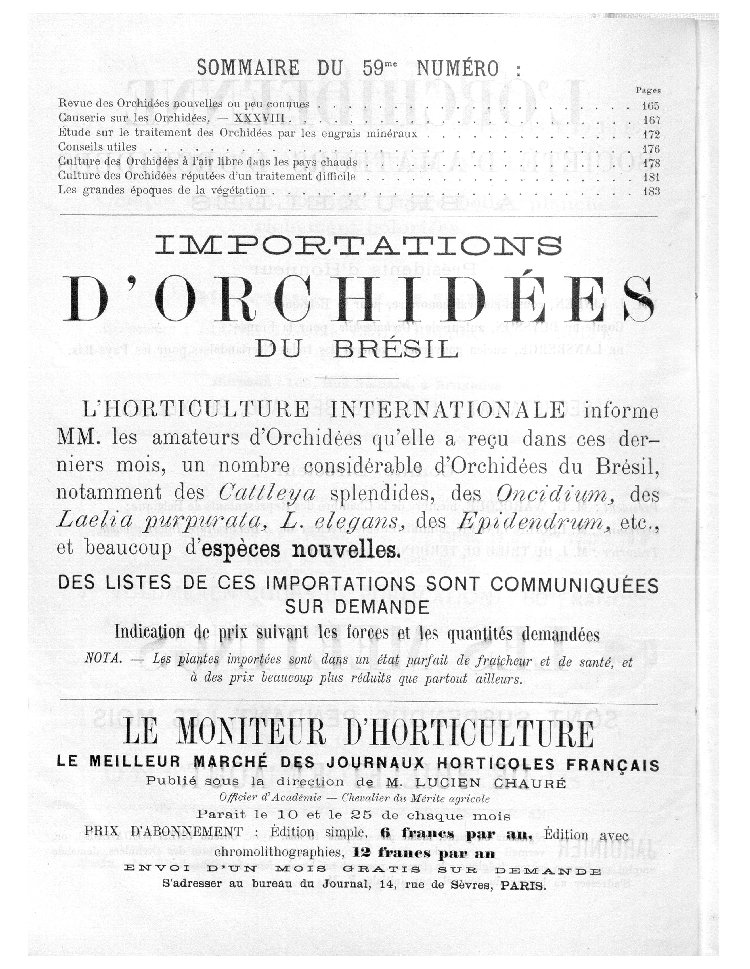 SOMMAIRE DU 59me NUMÉRO :
Pages
Revue des Orchidées nouvelles ou peu connues . . . . . . . . . . . . . . . . . . . . 165
Causerie sur les Orchidées, — XXXVIII . . . . . . . . . . . . . . . . . . . . 167
Étude sur le traitement des Orchidées par les engrais minéraux . . . . . . . . . . . . . 172
Conseils utiles . . . . . . . . . . . . . . . . . . . . . . . . . . . . 176
Culture des Orchidées à l'air libre dans les pays chauds . . . . . . . . . . . . . . . . 178
Culture des Orchidées réputées d'un traitement difficile . . . . . . . . . . . . . . . . 181
Les grandes époques de la végétation . . . . . . . . . . . . . . . . . . . . . . 183
IMPORTATIONS
D'ORCHIDÉES
DU BRÉSIL
L'HORTICULTURE INTERNATIONALE informe
MM. les amateurs d'Orchidées qu'elle a reçu dans ces der-
niers mois, un nombre considérable d'Orchidées du Brésil,
notamment des Cattleya splendides, des Oncidium, des
Laelia purpurata, L. elegans, des Epidendrum, etc.,
et beaucoup d'espèces nouvelles.
DES LISTES DE CES IMPORTATIONS SONT COMMUNIQUÉES
SUR DEMANDE
Indication de prix suivant les forces et les quantités demandées
NOTA. — Les plantes importées sont dans un état parfait de fraîcheur et de santé, et
à des prix beaucoup plus réduits que partout ailleurs.
LE MONITEUR D'HORTICULTURE
LE MEILLEUR MARCHÉ DES JOURNAUX HORTICOLES FRANÇAIS
Publié sous la direction de M. LUCIEN CHAURÉ
Officier d'Académie — Chevalier du Mérite agricole
Parait le 10 et le 25 de chaque mois
PRIX D'ABONNEMENT : Édition simple, 6 francs par an, Édition avec
chromolithographies, 12 francs par an
ENVOI D'UN MOIS GRATIS SUR DEMANDE
S'adresser au bureau du Journal, 14, rue de Sèvres, PARIS.